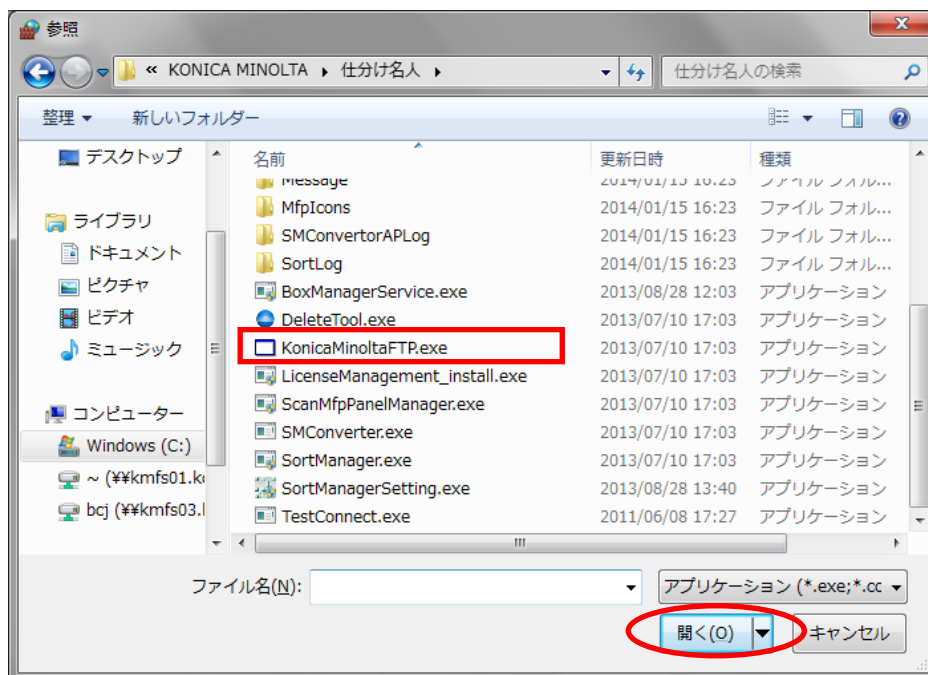 参照
« KONICA MINOLTA 仕分け名人
仕分け名人の検索
整理 新しいフォルダー
デスクトップ
ライブラリ
ドキュメント
ピクチャ
ビデオ
ミュージック
コンピューター
Windows (C:)
~ (¥¥kmfs01.k
bcj (¥¥kmfs03.
名前 更新日時 種類
Message 2014/01/15 16:23 ファイル フォル...
MfpIcons 2014/01/15 16:23 ファイル フォル...
SMConvertorAPLog 2014/01/15 16:23 ファイル フォル...
SortLog 2014/01/15 16:23 ファイル フォル...
BoxManagerService.exe 2013/08/28 12:03 アプリケーション
DeleteTool.exe 2013/07/10 17:03 アプリケーション
KonicaMinoltaFTP.exe 2013/07/10 17:03 アプリケーション
LicenseManagement_install.exe 2013/07/10 17:03 アプリケーション
ScanMfpPanelManager.exe 2013/07/10 17:03 アプリケーション
SMConverter.exe 2013/07/10 17:03 アプリケーション
SortManager.exe 2013/07/10 17:03 アプリケーション
SortManagerSetting.exe 2013/08/28 13:40 アプリケーション
TestConnect.exe 2011/06/08 17:27 アプリケーション
ファイル名(N): アプリケーション (*.exe;*.cc
開く(O) キャンセル